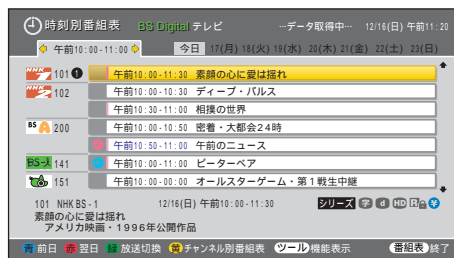 時刻別番組表 BS Digital テレビ …データ取得中… 12/16(日) 午前11:20
午前10:00-11:00 今日 17(月) 18(火) 19(水) 20(木) 21(金) 22(土) 23(日)
101 ❶ 午前10:00-11:30 素顔の心に愛は揺れ
102 午前10:00-10:30 ディープ・パルス
午前10:30-11:00 相撲の世界
BS A 200 午前10:00-10:50 密着・大都会24時
午前10:50-11:00 午前のニュース
141 午前10:00-11:00 ピーターベア
151 午前10:00-00:00 オールスターゲーム・第1戦生中継
101 NHK BS-1 12/16(日) 午前10:00-11:30 シリーズ 字 d HD
素顔の心に愛は揺れ
アメリカ映画・1996年公開作品
青 前日 赤 翌日 緑 放送切換 黄 チャンネル別番組表 ツール 機能表示 番組表 終了